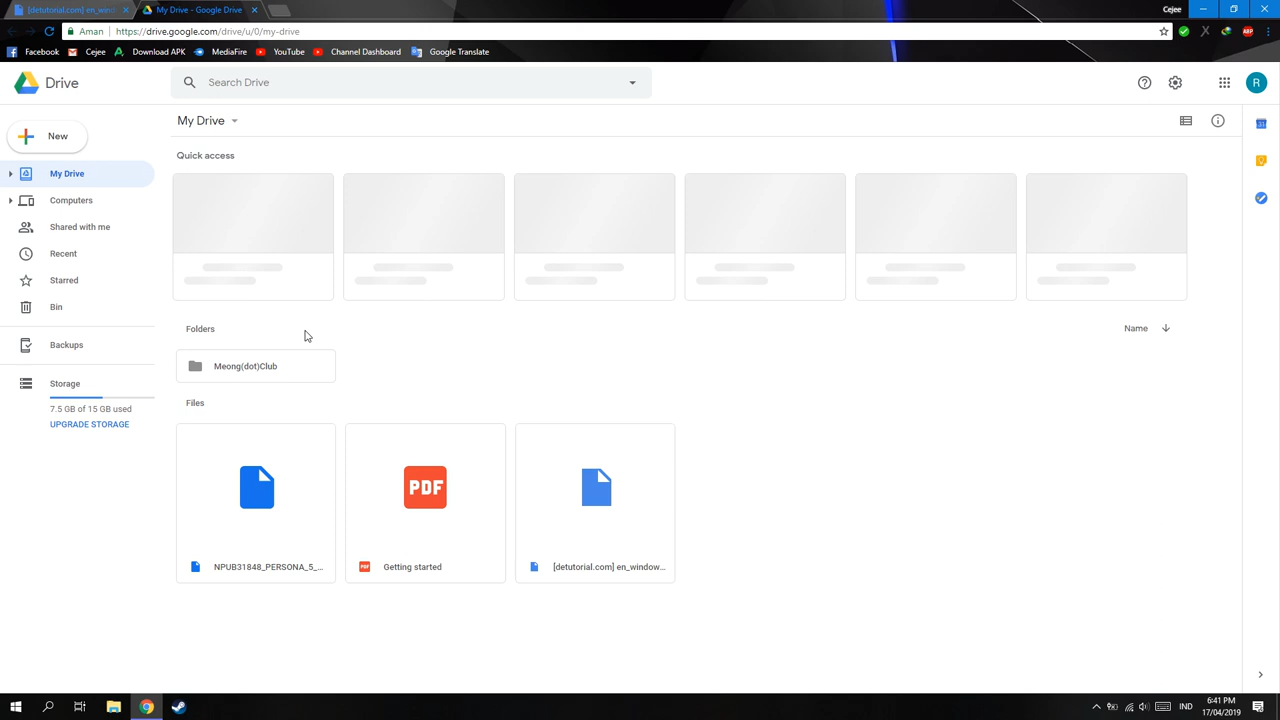 [detutorial.com] en_wind
My Drive - Google Drive
Cejee
Aman
https://drive.google.com/drive/u/0/my-drive
ABP
Facebook
Cejee
Download APK
MediaFire
YouTube
Channel Dashboard
Google Translate
Drive
Search Drive
R
New
My Drive
Quick access
My Drive
Computers
Shared with me
Recent
Starred
Bin
Backups
Storage
7.5 GB of 15 GB used
UPGRADE STORAGE
Folders
Name
Meong(dot)Club
Files
PDF
NPUB31848_PERSONA_5_...
PDF
Getting started
[detutorial.com] en_window...
31
IND
6:41 PM
17/04/2019